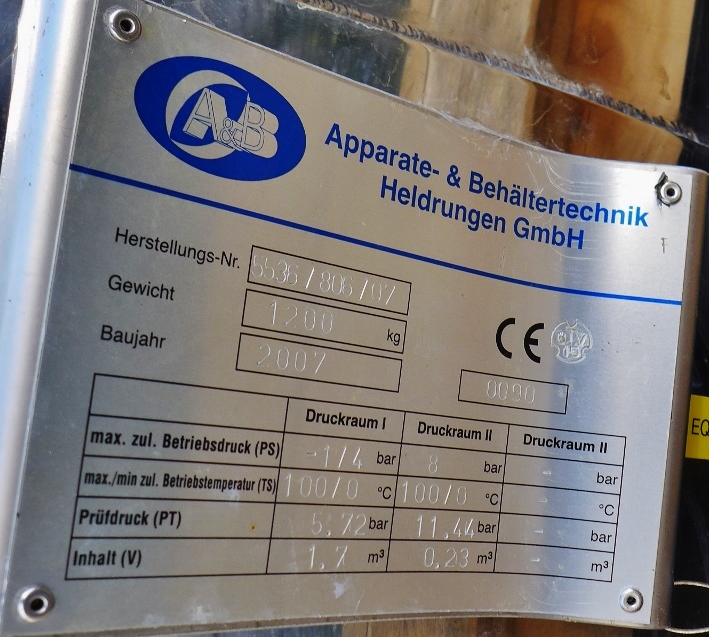 A&B
Apparate- & Behältertechnik
Heldrungen GmbH
Herstellungs-Nr. 5536/806/07
Gewicht 1200 kg
Baujahr 2007
CE
0090
Druckraum I Druckraum II Druckraum II
max. zul. Betriebsdruck (PS) -1/4 bar 8 bar - bar
max./min zul. Betriebstemperatur (TS) 100/0 °C 100/0 °C - °C
Prüfdruck (PT) 5,72 bar 11,44 bar - bar
Inhalt (V) 1,7 m³ 0,23 m³ - m³
EQ